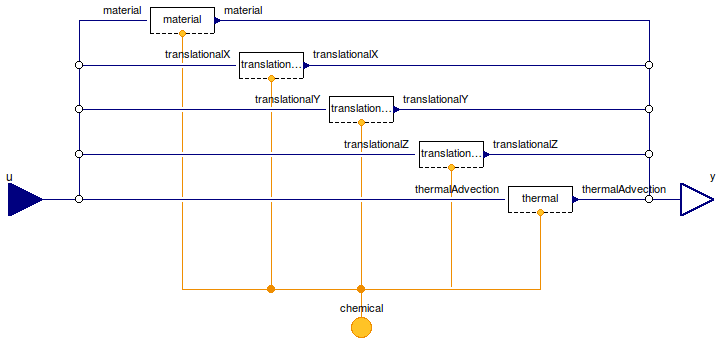 material
material
material
translationalX
translationalX
translation...
translationalY
translationalY
translation...
translationalZ
translationalZ
translation...
u
thermalAdvection
thermalAdvection
y
thermal
chemical